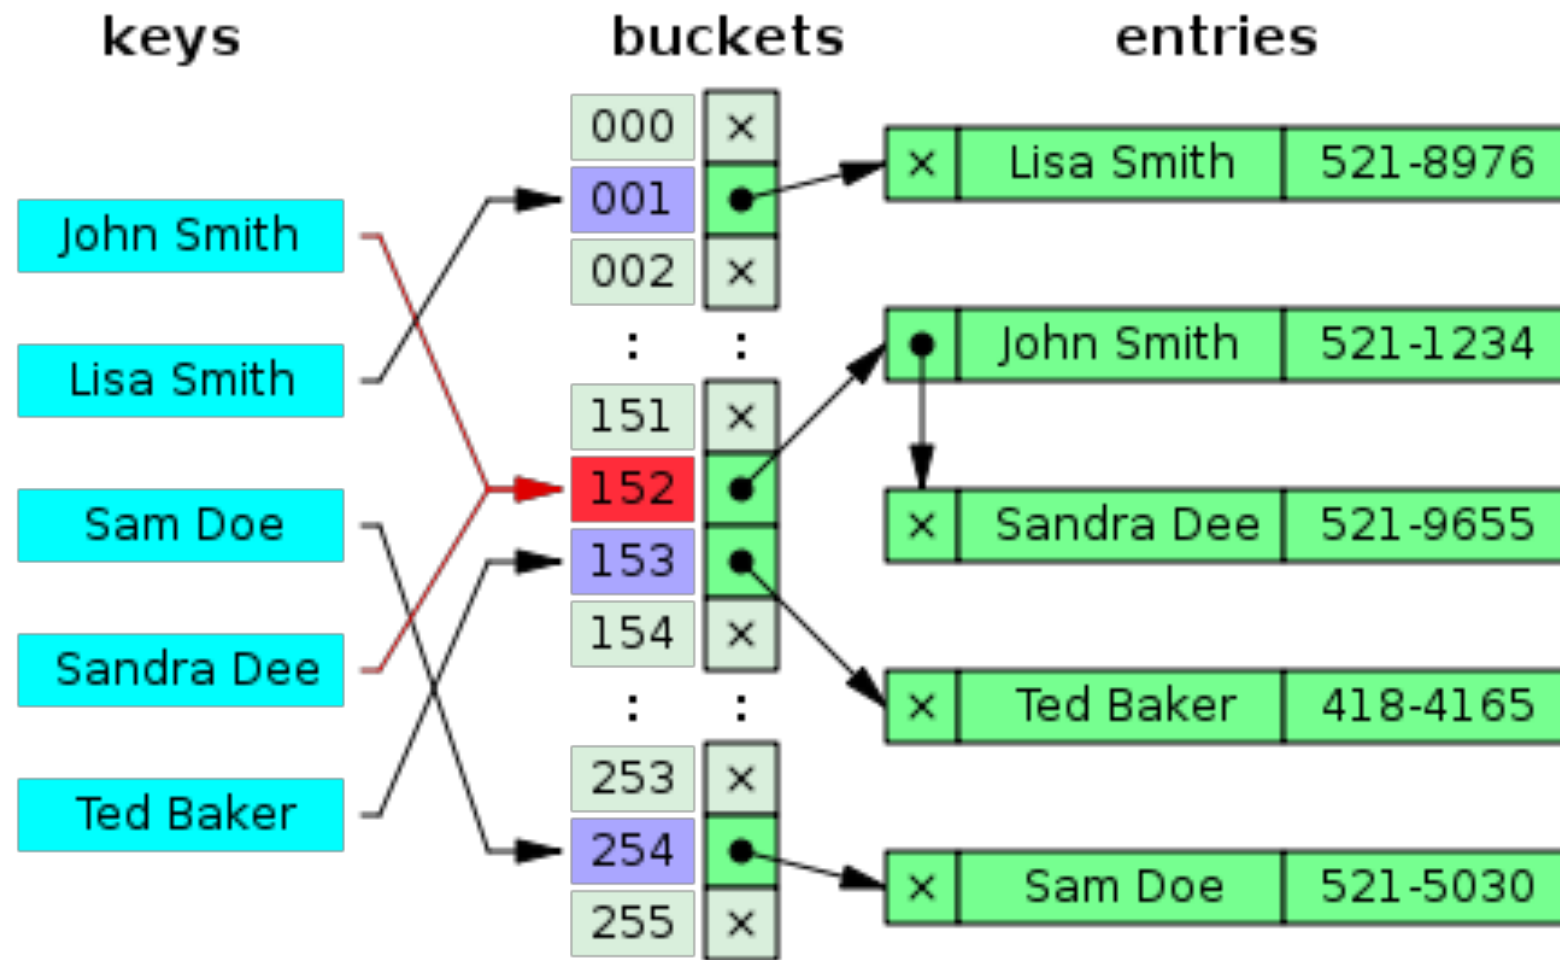 keys buckets entries
John Smith
Lisa Smith
Sam Doe
Sandra Dee
Ted Baker
000 ×
001
002 ×
: :
151 ×
152
153
154 ×
: :
253 ×
254
255 ×
× Lisa Smith 521-8976
John Smith 521-1234
× Sandra Dee 521-9655
× Ted Baker 418-4165
× Sam Doe 521-5030